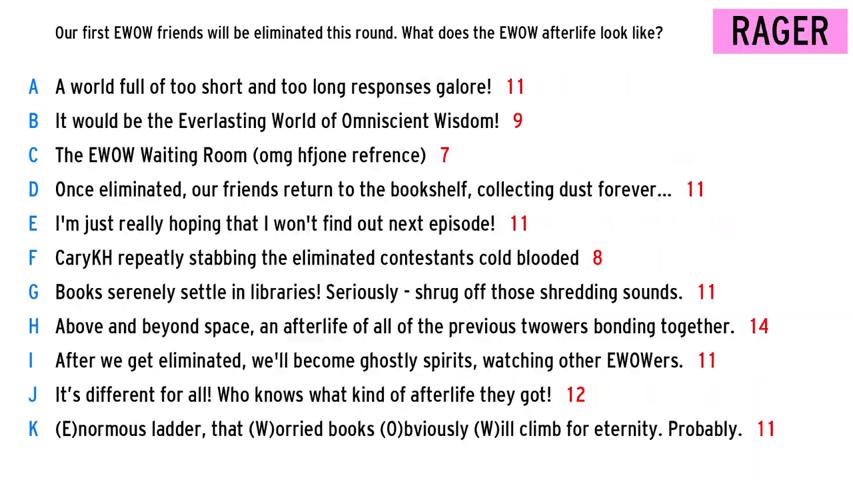 Our first EWOW friends will be eliminated this round. What does the EWOW afterlife look like?
RAGER
A A world full of too short and too long responses galore! 11
B It would be the Everlasting World of Omniscient Wisdom! 9
C The EWOW Waiting Room (omg hfjone refrence) 7
D Once eliminated, our friends return to the bookshelf, collecting dust forever... 11
E I'm just really hoping that I won't find out next episode! 11
F CaryKH repeatly stabbing the eliminated contestants cold blooded 8
G Books serenely settle in libraries! Seriously - shrug off those shredding sounds. 11
H Above and beyond space, an afterlife of all of the previous twowers bonding together. 14
I After we get eliminated, we'll become ghostly spirits, watching other EWOWers. 11
J It’s different for all! Who knows what kind of afterlife they got! 12
K (E)normous ladder, that (W)orried books (O)bviously (W)ill climb for eternity. Probably. 11